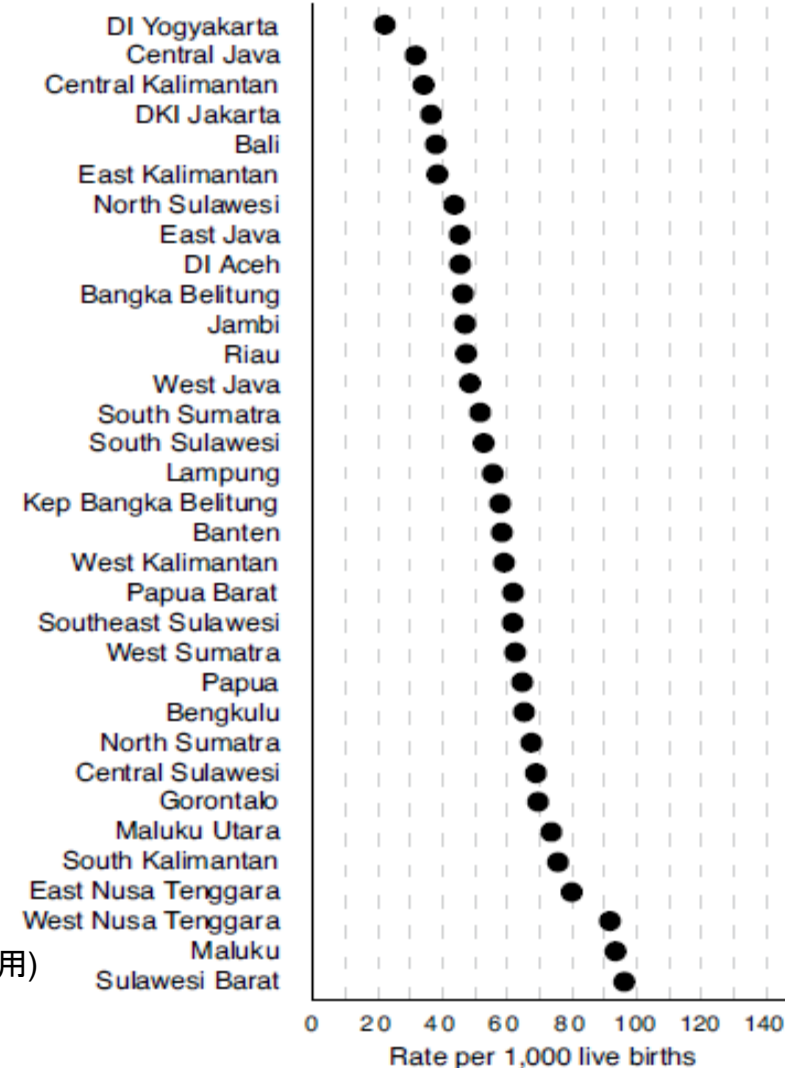 DI Yogyakarta
Central Java
Central Kalimantan
DKI Jakarta
Bali
East Kalimantan
North Sulawesi
East Java
DI Aceh
Bangka Belitung
Jambi
Riau
West Java
South Sumatra
South Sulawesi
Lampung
Kep Bangka Belitung
Banten
West Kalimantan
Papua Barat
Southeast Sulawesi
West Sumatra
Papua
Bengkulu
North Sumatra
Central Sulawesi
Gorontalo
Maluku Utara
South Kalimantan
East Nusa Tenggara
West Nusa Tenggara
Maluku
用)
Sulawesi Barat
0 20 40 60 80 100 120 140
Rate per 1,000 live births